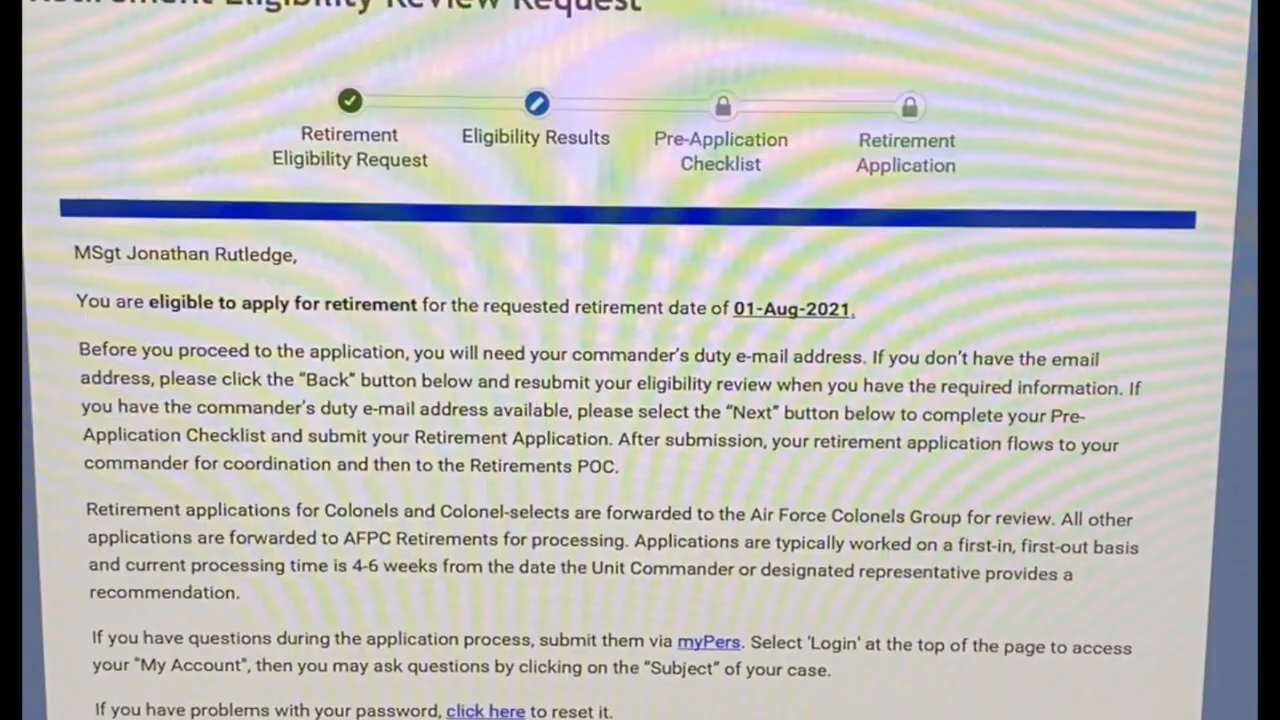 Retirement Eligibility Review Request
Retirement
Eligibility Request
Eligibility Results
Pre-Application
Checklist
Retirement
Application
MSgt Jonathan Rutledge,
You are eligible to apply for retirement for the requested retirement date of 01-Aug-2021.
Before you proceed to the application, you will need your commander's duty e-mail address. If you don't have the email
address, please click the "Back" button below and resubmit your eligibility review when you have the required information. If
you have the commander's duty e-mail address available, please select the "Next" button below to complete your Pre-
Application Checklist and submit your Retirement Application. After submission, your retirement application flows to your
commander for coordination and then to the Retirements POC.
Retirement applications for Colonels and Colonel-selects are forwarded to the Air Force Colonels Group for review. All other
applications are forwarded to AFPC Retirements for processing. Applications are typically worked on a first-in, first-out basis
and current processing time is 4-6 weeks from the date the Unit Commander or designated representative provides a
recommendation.
If you have questions during the application process, submit them via myPers. Select 'Login' at the top of the page to access
your "My Account", then you may ask questions by clicking on the "Subject" of your case.
If you have problems with your password, click here to reset it.